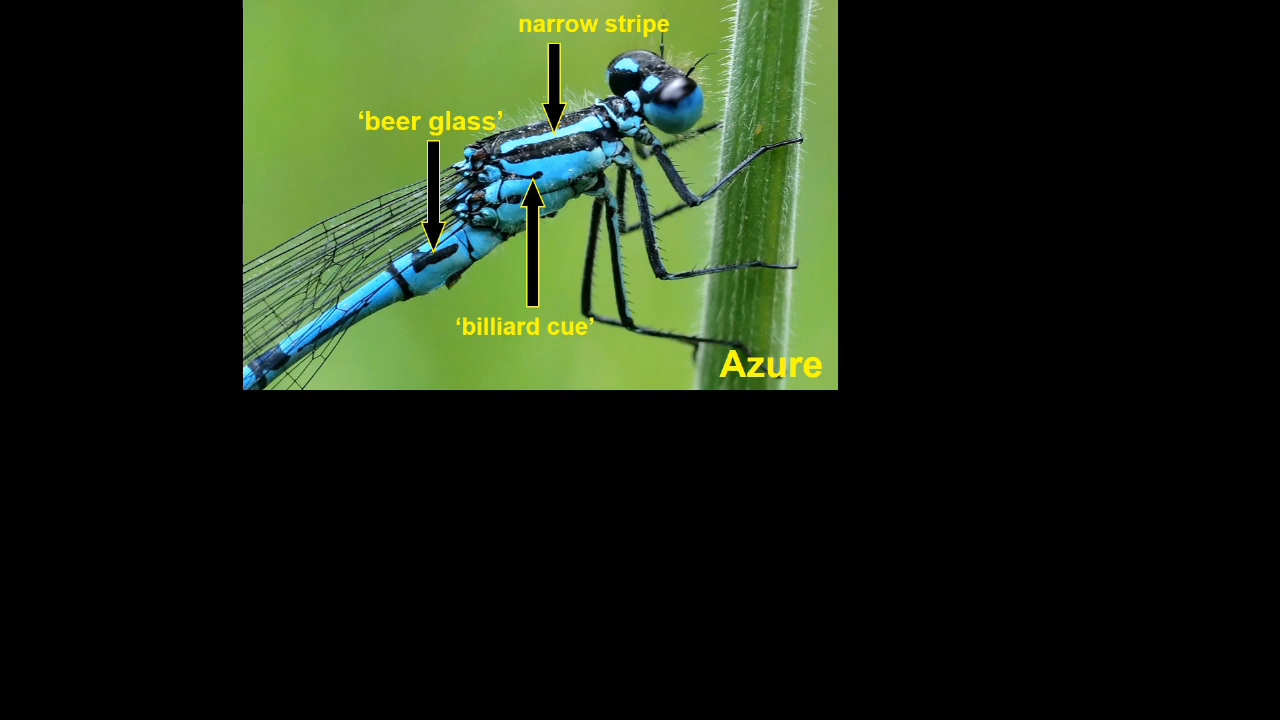 narrow stripe
‘beer glass’
‘billiard cue’
Azure